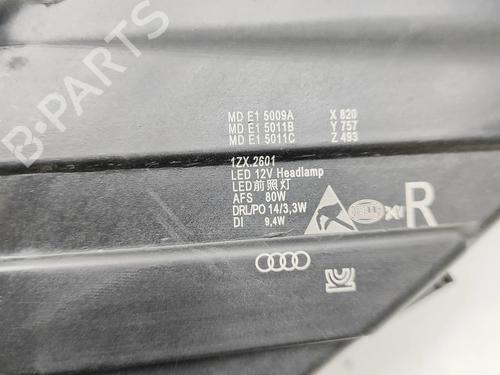 B-PARTS
MD E1 5009A X 820
MD E1 5011B Y 757
MD E1 5011C Z 493
1ZX.2601
LED 12V Headlamp
LED前照灯
AFS 80W
DRL/PO 14/3,3W
DI 9,4W
HELLA
R